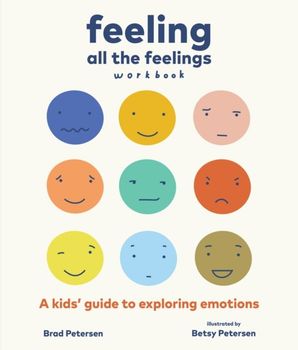 feeling
all the feelings
workbook
A kids' guide to exploring emotions
Brad Petersen
illustrated by
Betsy Petersen